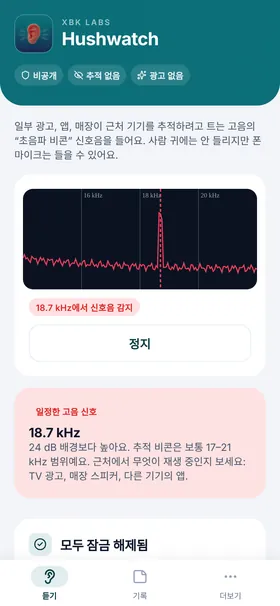 XBK LABS
Hushwatch
비공개
추적 없음
광고 없음
일부 광고, 앱, 매장이 근처 기기를 추적하려고 트는 고음의
“초음파 비콘” 신호음을 들어요. 사람 귀에는 안 들리지만 폰
마이크는 들을 수 있어요.
16 kHz
18 kHz
20 kHz
18.7 kHz에서 신호음 감지
정지
일정한 고음 신호
18.7 kHz
24 dB 배경보다 높아요. 추적 비콘은 보통 17–21
kHz 범위예요. 근처에서 무엇이 재생 중인지 보세요:
TV 광고, 매장 스피커, 다른 기기의 앱.
모두 잠금 해제됨
듣기
기록
더보기